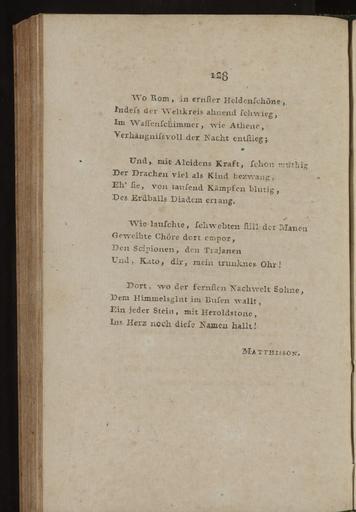 128
Wo Rom, in ernſter Heldenſchöne,
Indeſs der Weltkreis ahnend ſchwieg,
Im Waffenſchimmer, wie Athene,
Verhängniſsvoll der Nacht entſtieg;
Und, mit Alcidens Kraft, ſchon muthig
Der Drachen viel als Kind bezwang,
Eh' ſie, von tauſend Kämpfen blutig,
Des Erdballs Diadem errang.
Wie lauſchte, ſchwebten ſtill der Manen
Geweihte Chöre dort empor,
Den Scipionen, den Trajanen
Und, Kato, dir, mein trunknes Ohr!
Dort, wo der fernſten Nachwelt Sohne,
Dem Himmelsglut im Buſen wallt,
Ein jeder Stein, mit Heroldstone,
Ins Herz noch dieſe Namen hallt!
MATTHISSON.